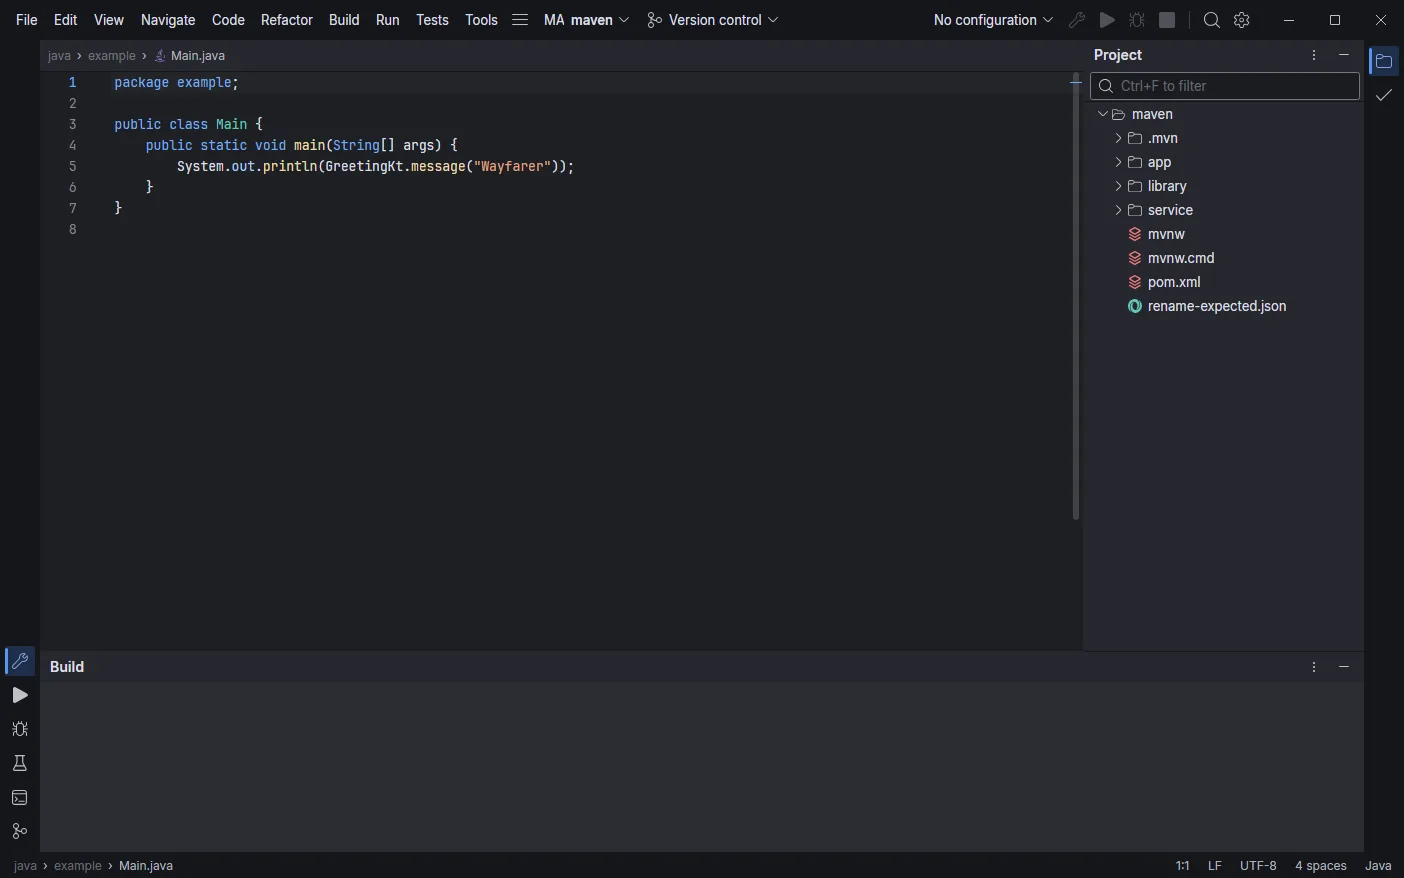 File Edit View Navigate Code Refactor Build Run Tests Tools MA maven Version control No configuration
java › example › Main.java
Project
1 package example;
2
3 public class Main {
4     public static void main(String[] args) {
5         System.out.println(GreetingKt.message("Wayfarer"));
6     }
7 }
8
Ctrl+F to filter
maven
.mvn
app
library
service
mvnw
mvnw.cmd
pom.xml
rename-expected.json
Build
java › example › Main.java 1:1 LF UTF-8 4 spaces Java